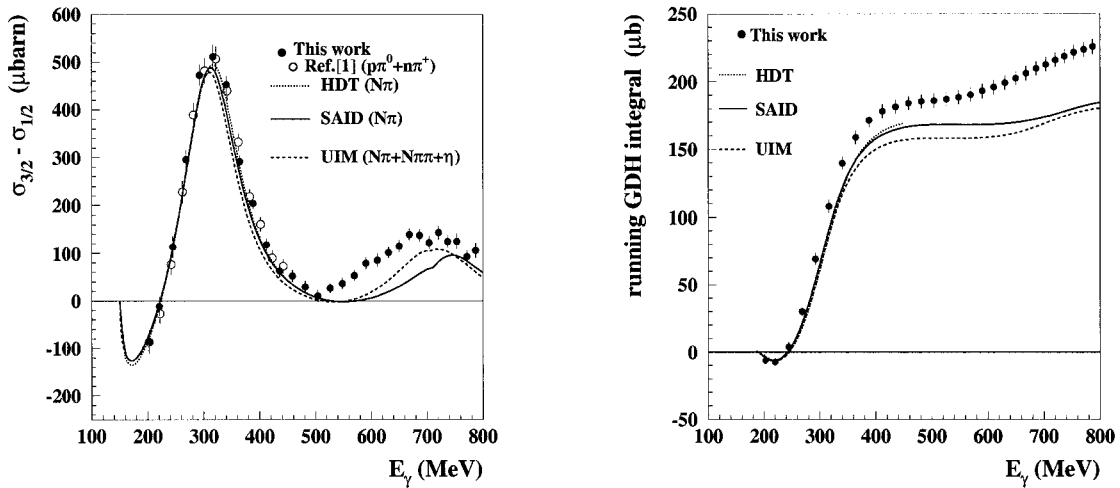 σ3/2 - σ1/2 (μbarn)
600
500
400
300
200
100
0
-100
-200
This work
Ref.[1] (pπ⁰+nπ⁺)
HDT (Nπ)
SAID (Nπ)
UIM (Nπ+Nππ+η)
100 200 300 400 500 600 700 800
Eγ (MeV)
running GDH integral (μb)
250
200
150
100
50
0
-50
This work
HDT
SAID
UIM
100 200 300 400 500 600 700 800
Eγ (MeV)